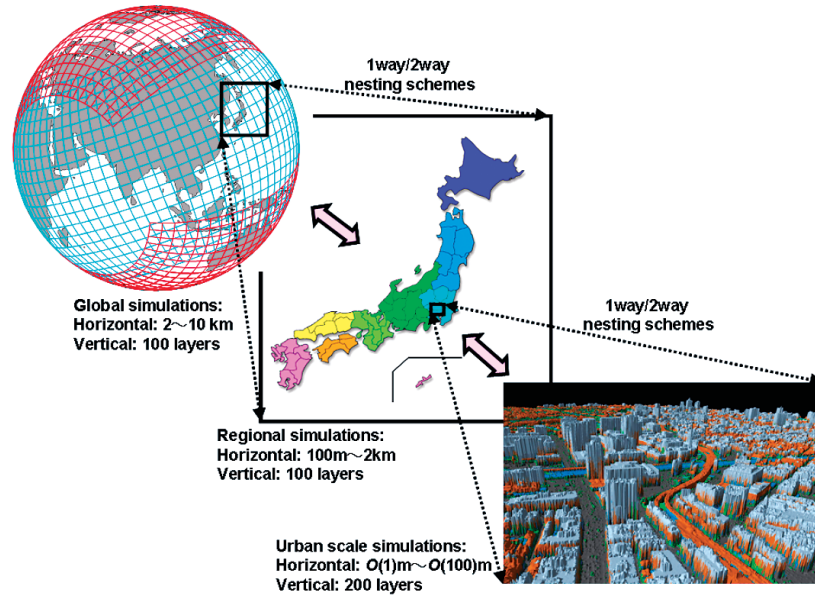 1way/2way
nesting schemes
Global simulations:
Horizontal: 2～10 km
Vertical: 100 layers
1way/2way
nesting schemes
Regional simulations:
Horizontal: 100m～2km
Vertical: 100 layers
Urban scale simulations:
Horizontal: O(1)m～O(100)m
Vertical: 200 layers